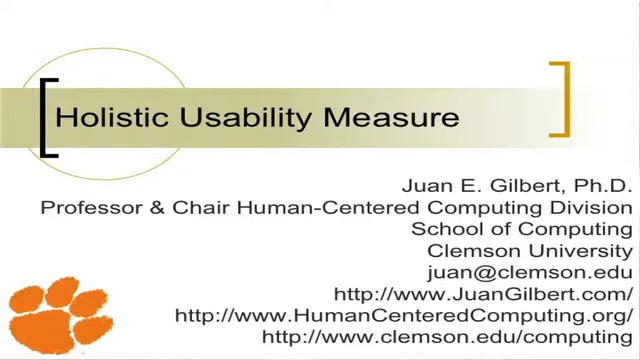 Holistic Usability Measure
Juan E. Gilbert, Ph.D.
Professor & Chair Human-Centered Computing Division
School of Computing
Clemson University
juan@clemson.edu
http://www.JuanGilbert.com/
http://www.HumanCenteredComputing.org/
http://www.clemson.edu/computing